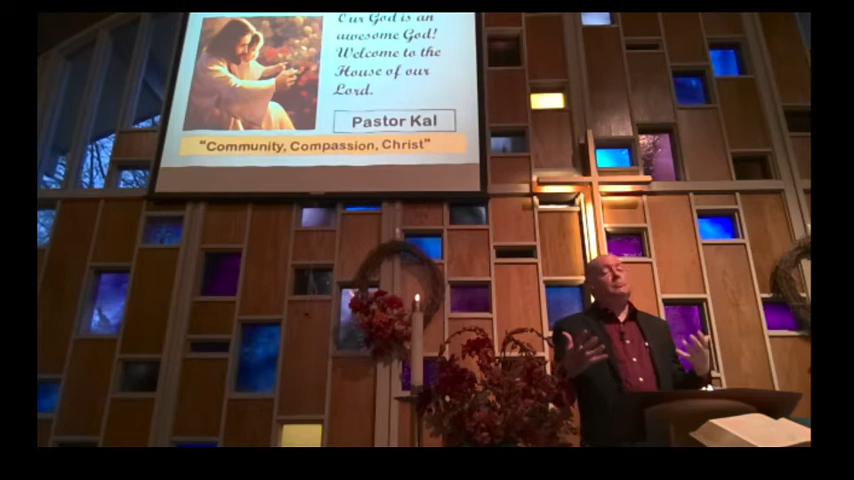 Our God is an
awesome God!
Welcome to the
House of our
Lord.
Pastor Kal
"Community, Compassion, Christ"